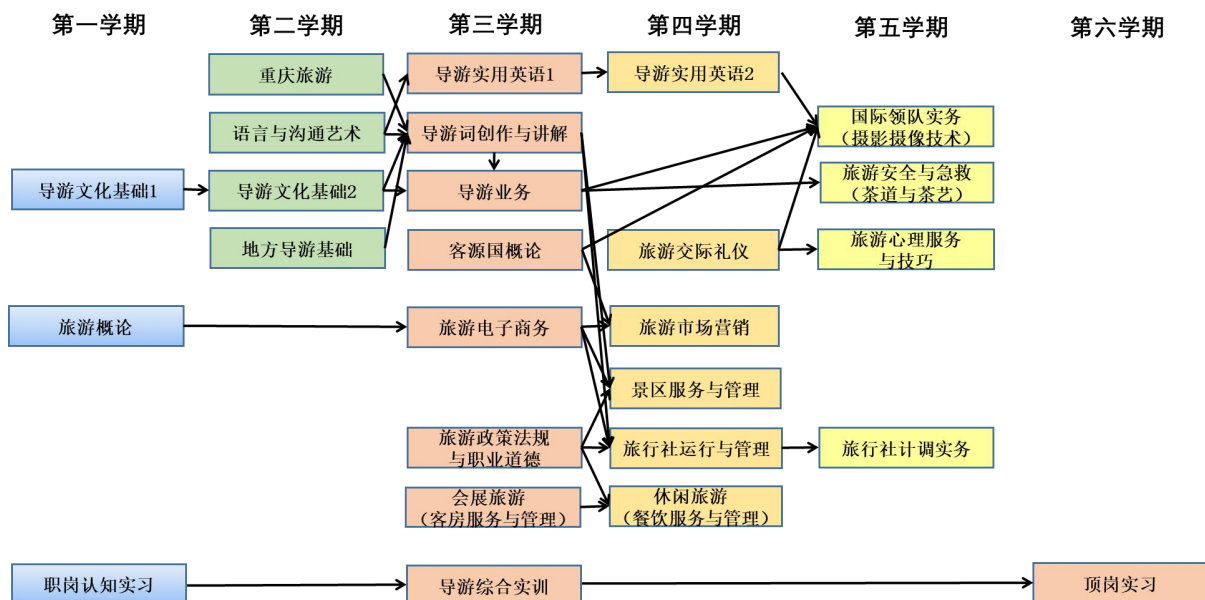 第一学期 第二学期 第三学期 第四学期 第五学期 第六学期
重庆旅游 导游实用英语1 导游实用英语2
语言与沟通艺术 导游词创作与讲解 国际领队实务
（摄影摄像技术）
导游文化基础1 导游文化基础2 导游业务 旅游安全与急救
（茶道与茶艺）
地方导游基础 客源国概论 旅游交际礼仪 旅游心理服务
与技巧
旅游概论 旅游电子商务 旅游市场营销
景区服务与管理
旅游政策法规
与职业道德 旅行社运行与管理 旅行社计调实务
会展旅游 休闲旅游
（客房服务与管理） （餐饮服务与管理）
职岗认知实习 导游综合实训 顶岗实习